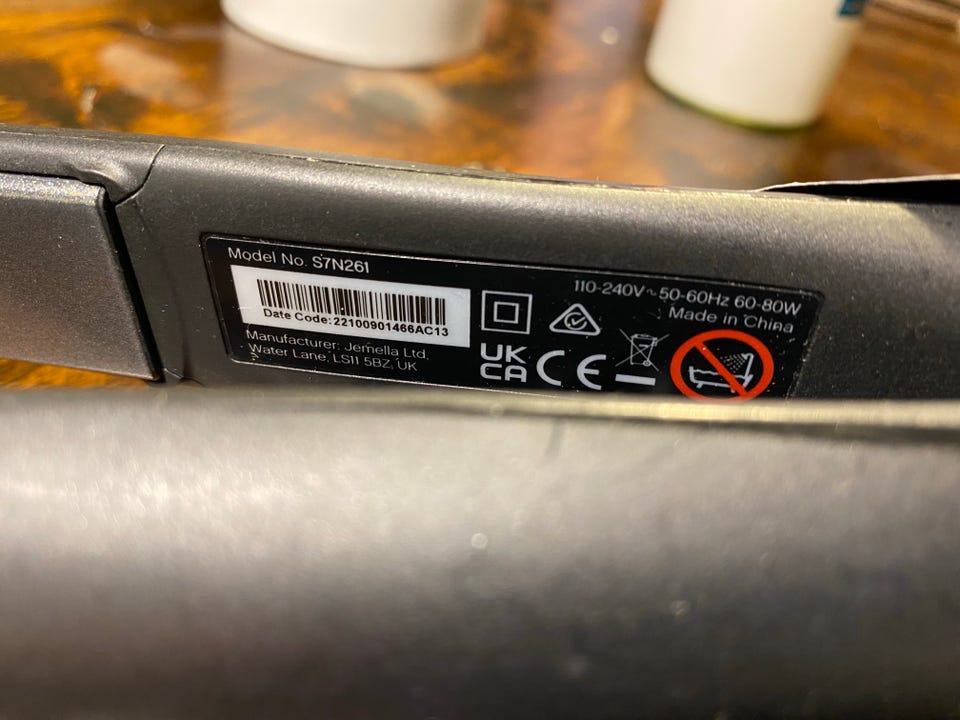 Model No. S7N261
Date Code:22100901466AC13
Manufacturer: Jemella Ltd,
Water Lane, LS11 5BZ, UK
110-240V~50-60Hz 60-80W
Made in China
UK
CA
CE